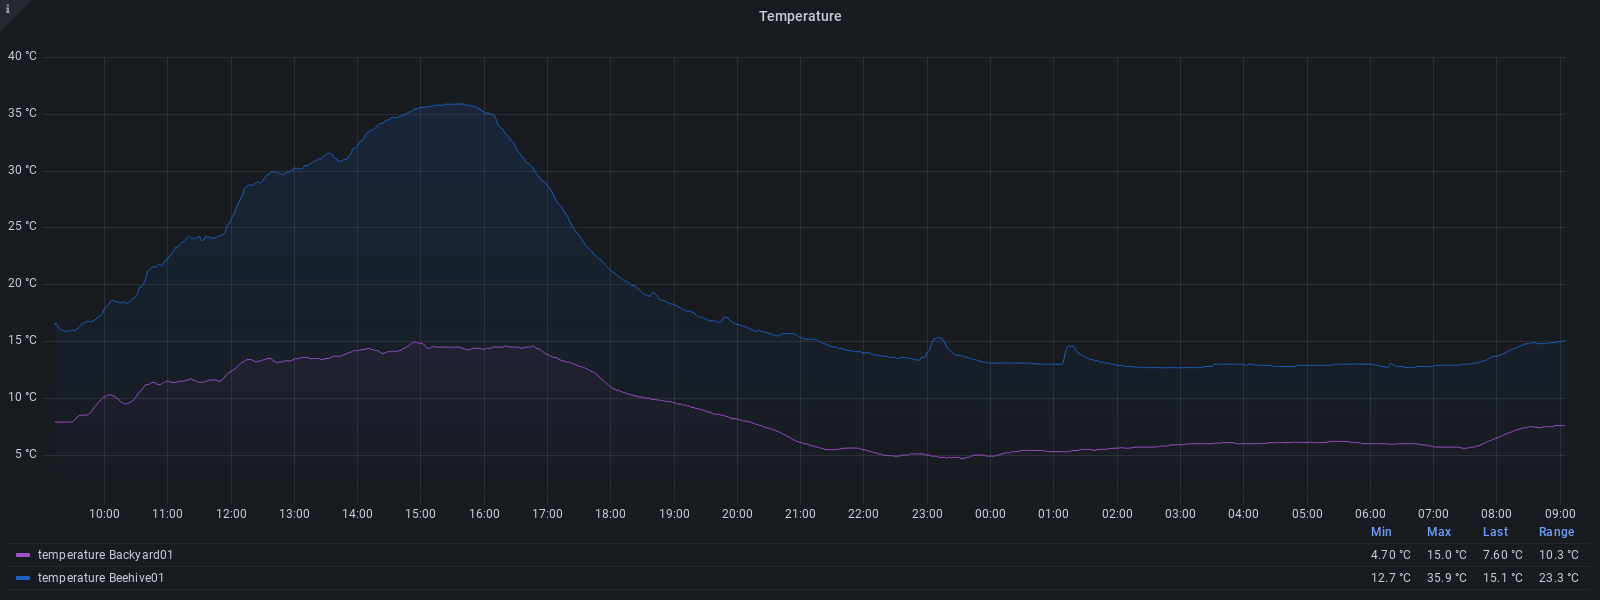 i
Temperature
40 °C
35 °C
30 °C
25 °C
20 °C
15 °C
10 °C
5 °C
10:00 11:00 12:00 13:00 14:00 15:00 16:00 17:00 18:00 19:00 20:00 21:00 22:00 23:00 00:00 01:00 02:00 03:00 04:00 05:00 06:00 07:00 08:00 09:00
Min Max Last Range
temperature Backyard01 4.70 °C 15.0 °C 7.60 °C 10.3 °C
temperature Beehive01 12.7 °C 35.9 °C 15.1 °C 23.3 °C